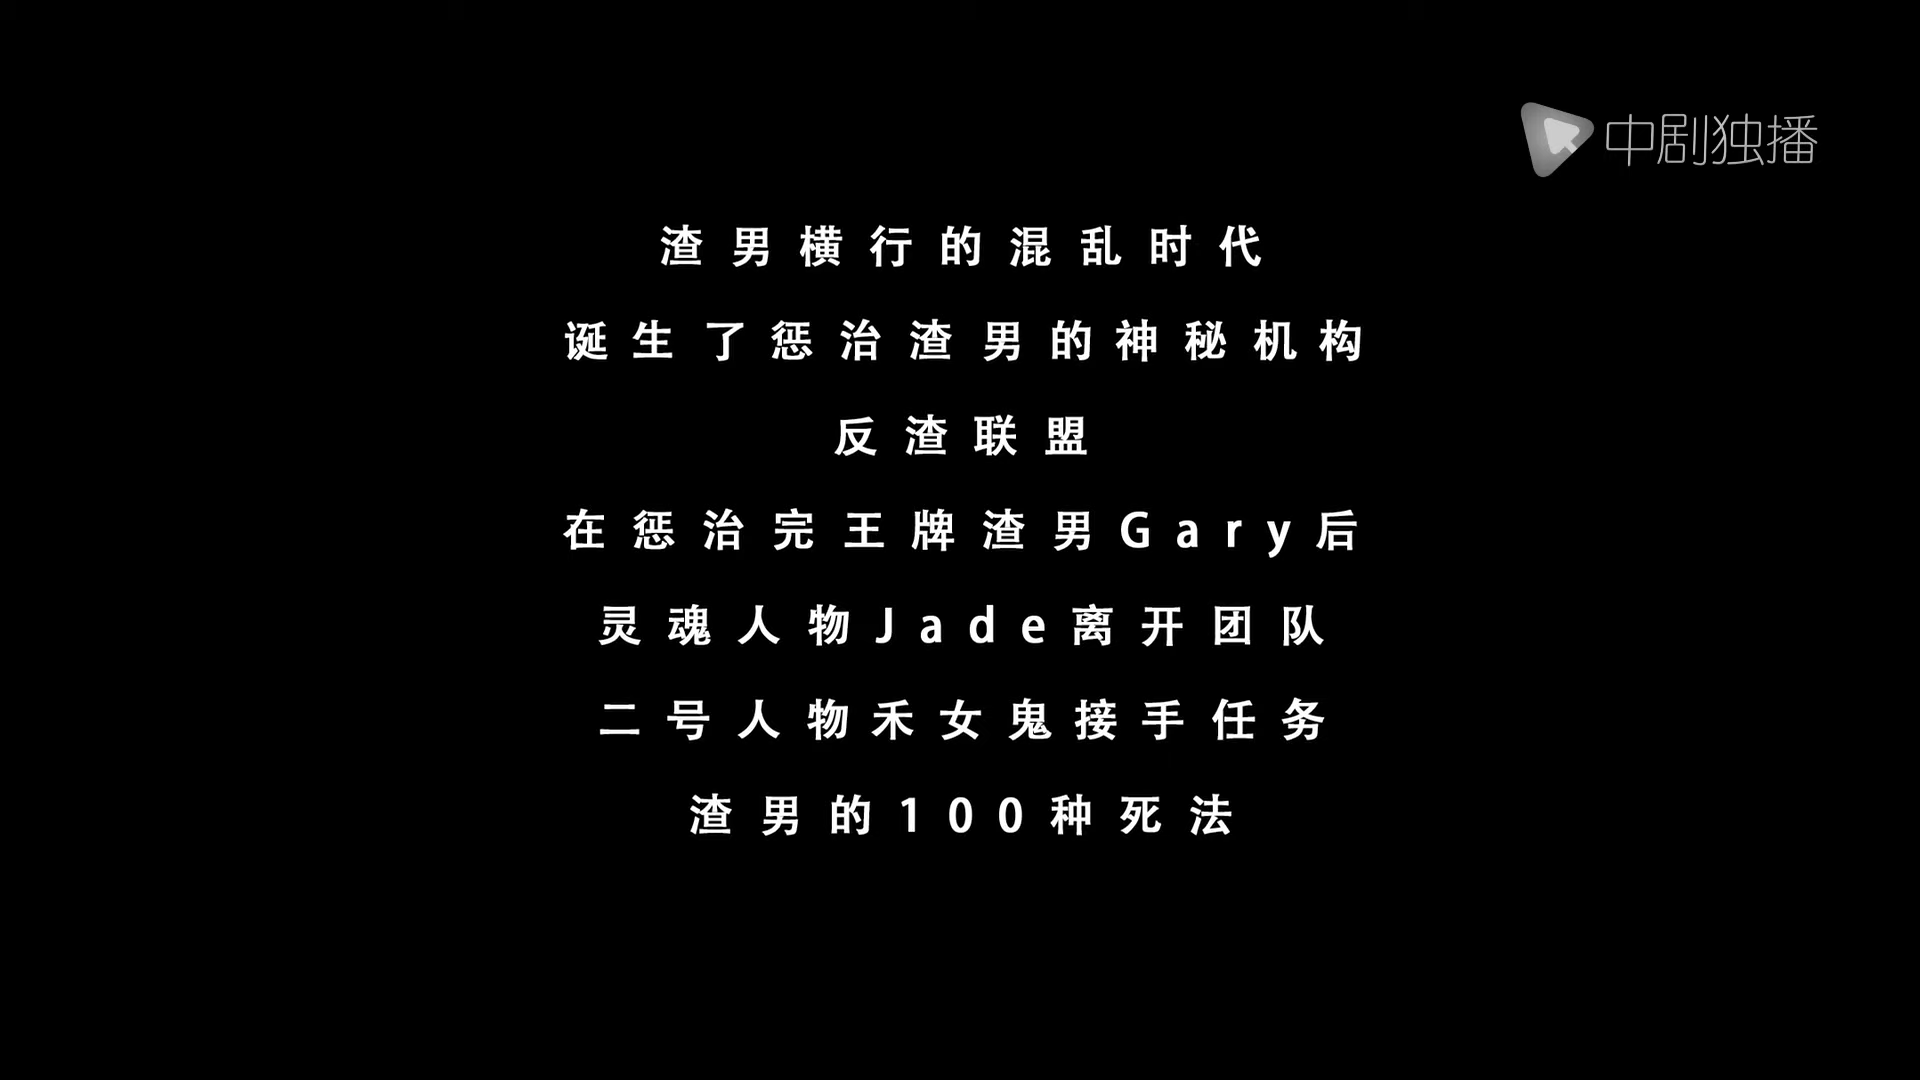 中剧独播
渣男横行的混乱时代
诞生了惩治渣男的神秘机构
反渣联盟
在惩治完王牌渣男Gary后
灵魂人物Jade离开团队
二号人物禾女鬼接手任务
渣男的100种死法